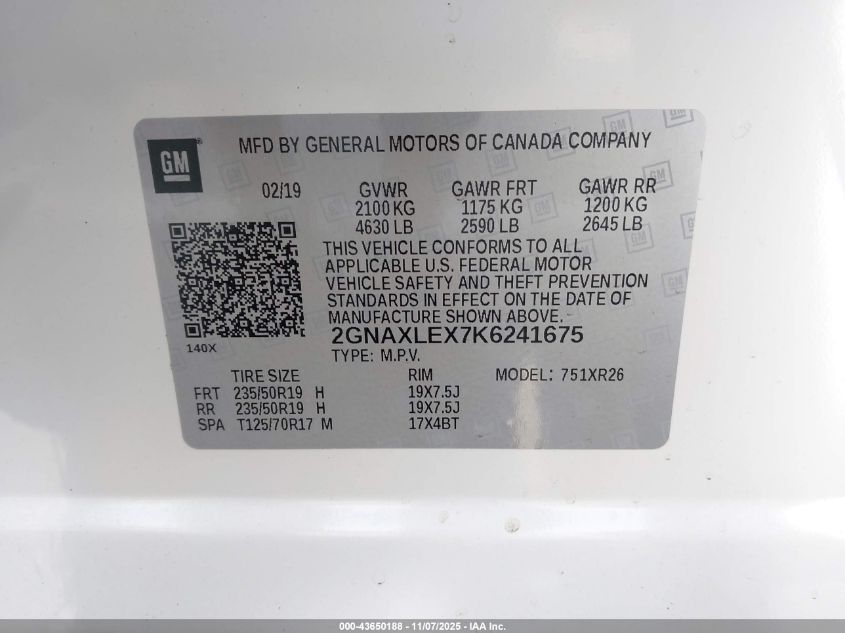 GM
MFD BY GENERAL MOTORS OF CANADA COMPANY
02/19 GVWR GAWR FRT GAWR RR
2100 KG 1175 KG 1200 KG
4630 LB 2590 LB 2645 LB
THIS VEHICLE CONFORMS TO ALL
APPLICABLE U.S. FEDERAL MOTOR
VEHICLE SAFETY AND THEFT PREVENTION
STANDARDS IN EFFECT ON THE DATE OF
MANUFACTURE SHOWN ABOVE.
2GNAXLEX7K6241675
140X
TYPE: M.P.V.
TIRE SIZE RIM MODEL: 751XR26
FRT 235/50R19 H 19X7.5J
RR 235/50R19 H 19X7.5J
SPA T125/70R17 M 17X4BT
000-43650188 - 11/07/2025 - IAA Inc.